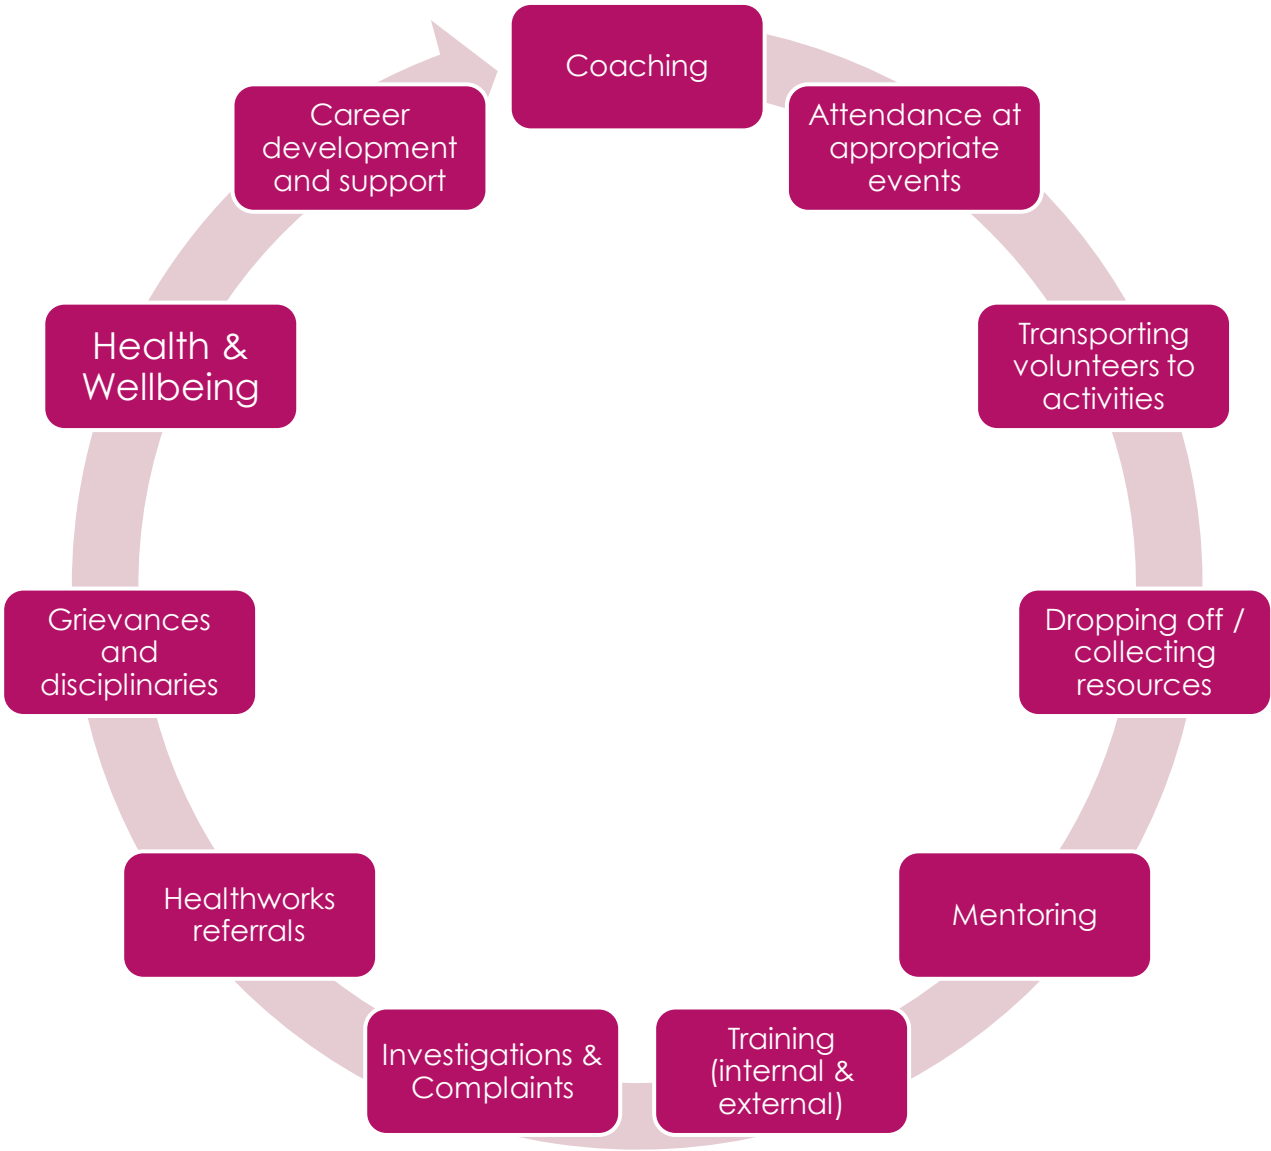 Coaching
Attendance at
appropriate
events
Transporting
volunteers to
activities
Dropping off /
collecting
resources
Mentoring
Training
(internal &
external)
Investigations &
Complaints
Healthworks
referrals
Grievances
and
disciplinaries
Health &
Wellbeing
Career
development
and support